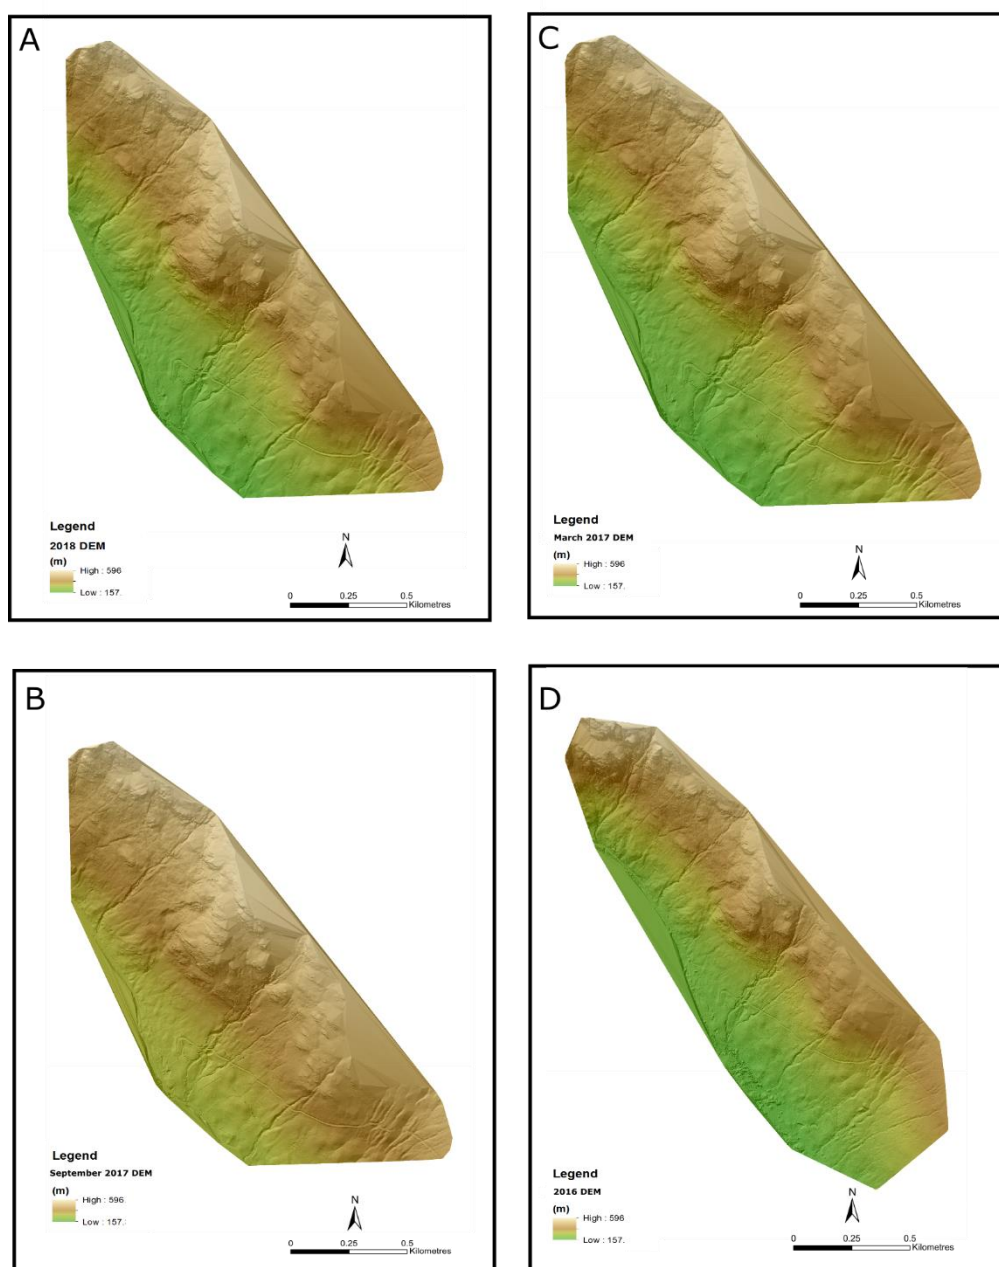 A
Legend
2018 DEM
(m)
High : 596
Low : 157.
N
0 0.25 0.5
Kilometres
C
Legend
March 2017 DEM
(m)
High : 596
Low : 157.
N
0 0.25 0.5
Kilometres
B
Legend
September 2017 DEM
(m)
High : 596
Low : 157.
N
0 0.25 0.5
Kilometres
D
Legend
2016 DEM
(m)
High : 596
Low : 157.
N
0 0.25 0.5
Kilometres